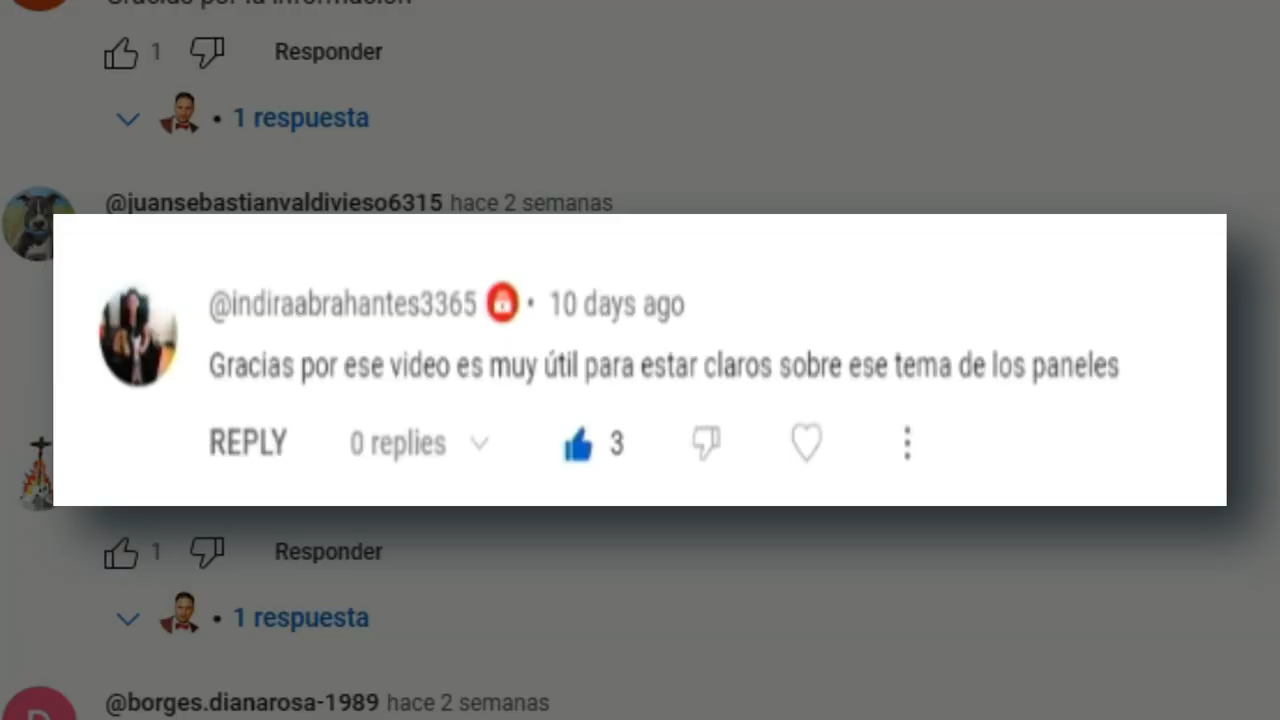 Gracias por la información
1 Responder
• 1 respuesta
@juansebastianvaldivieso6315 hace 2 semanas
@indiraabrahantes3365 • 10 days ago
Gracias por ese video es muy útil para estar claros sobre ese tema de los paneles
REPLY 0 replies 3
1 Responder
• 1 respuesta
@borges.dianarosa-1989 hace 2 semanas
D